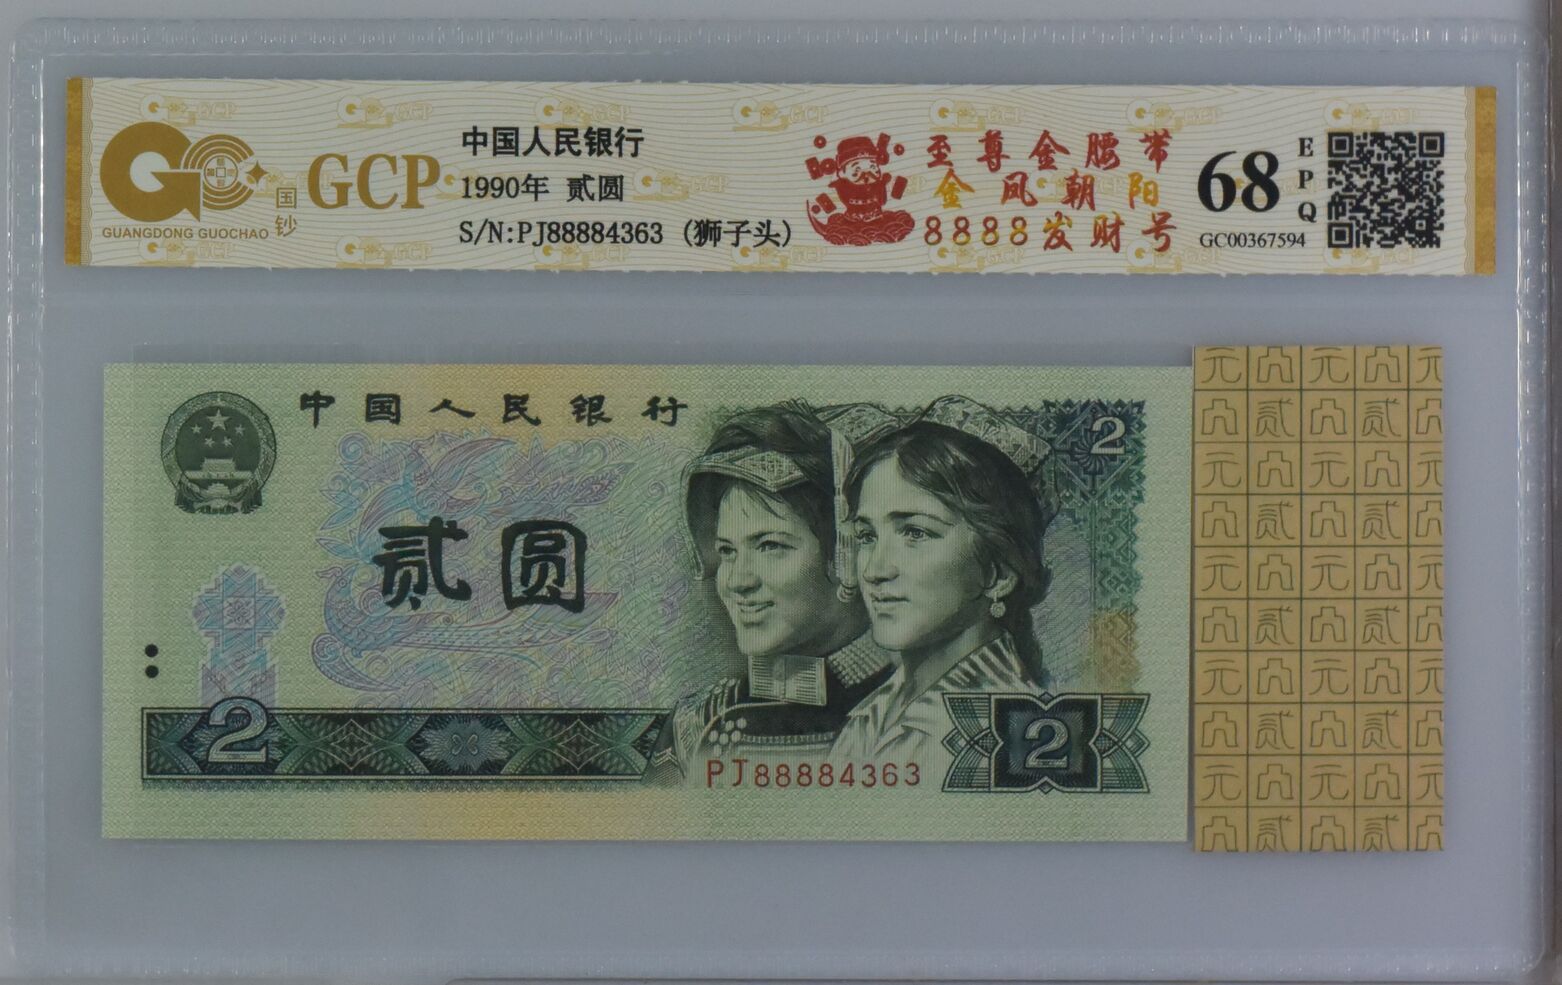 GCP
国钞
GUANGDONG GUOCHAO
中国人民银行
1990年 贰圆
S/N:PJ88884363 (狮子头)
至尊金腰带
金凤朝阳
8888发财号
68
EPQ
GC00367594
中国人民银行
贰圆
2
2
2
PJ88884363